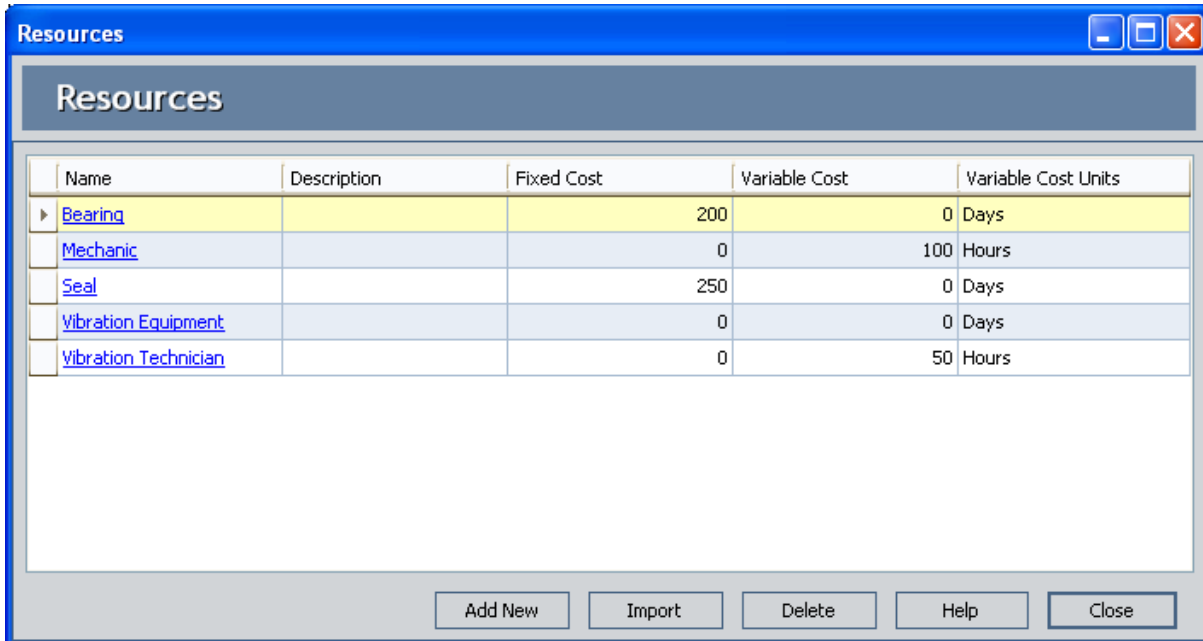 Resources
Resources
Name Description Fixed Cost Variable Cost Variable Cost Units
Bearing 200 0 Days
Mechanic 0 100 Hours
Seal 250 0 Days
Vibration Equipment 0 0 Days
Vibration Technician 0 50 Hours
Add New Import Delete Help Close